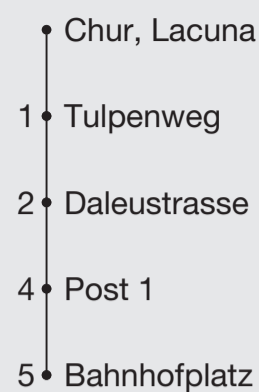 Chur, Lacuna
1 Tulpenweg
2 Daleustrasse
4 Post 1
5 Bahnhofplatz